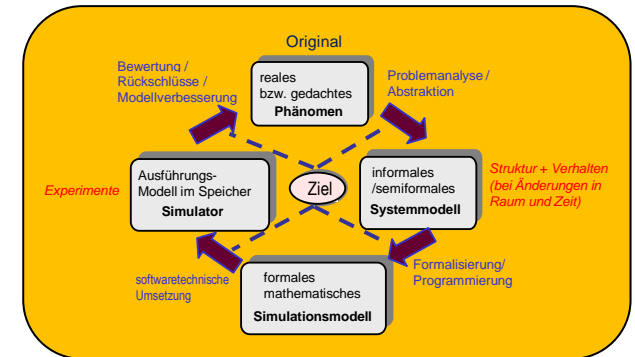 Original
Bewertung /
Rückschlüsse /
Modellverbesserung
reales
bzw. gedachtes
Phänomen
Problemanalyse /
Abstraktion
Experimente
Ausführungs-
Modell im Speicher
Simulator
Ziel
informales
/semiformales
Systemmodell
Struktur + Verhalten
(bei Änderungen in
Raum und Zeit)
softwaretechnische
Umsetzung
formales
mathematisches
Simulationsmodell
Formalisierung/
Programmierung